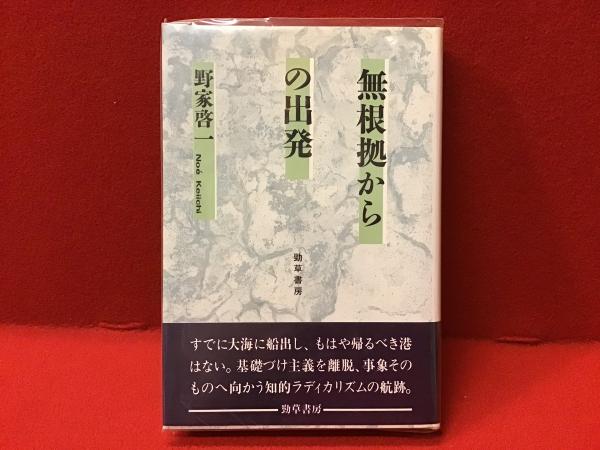 無根拠から
の出発
野家啓一 Noé Keiichi
勁草書房
すでに大海に船出し、もはや帰るべき港
はない。基礎づけ主義を離脱、事象その
ものへ向かう知的ラディカリズムの航跡。
勁草書房